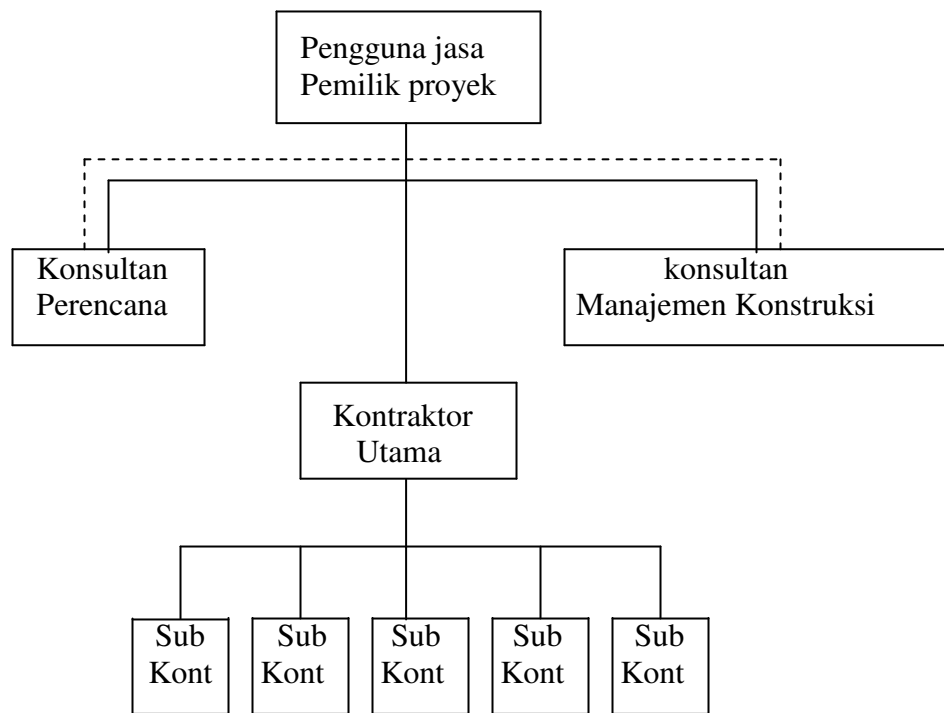 Pengguna jasa
Pemilik proyek
Konsultan
Perencana
konsultan
Manajemen Konstruksi
Kontraktor
Utama
Sub
Kont
Sub
Kont
Sub
Kont
Sub
Kont
Sub
Kont